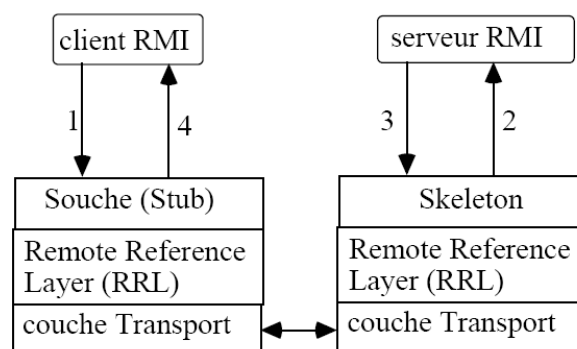 client RMI
serveur RMI
1
4
3
2
Souche (Stub)
Skeleton
Remote Reference
Layer (RRL)
Remote Reference
Layer (RRL)
couche Transport
couche Transport